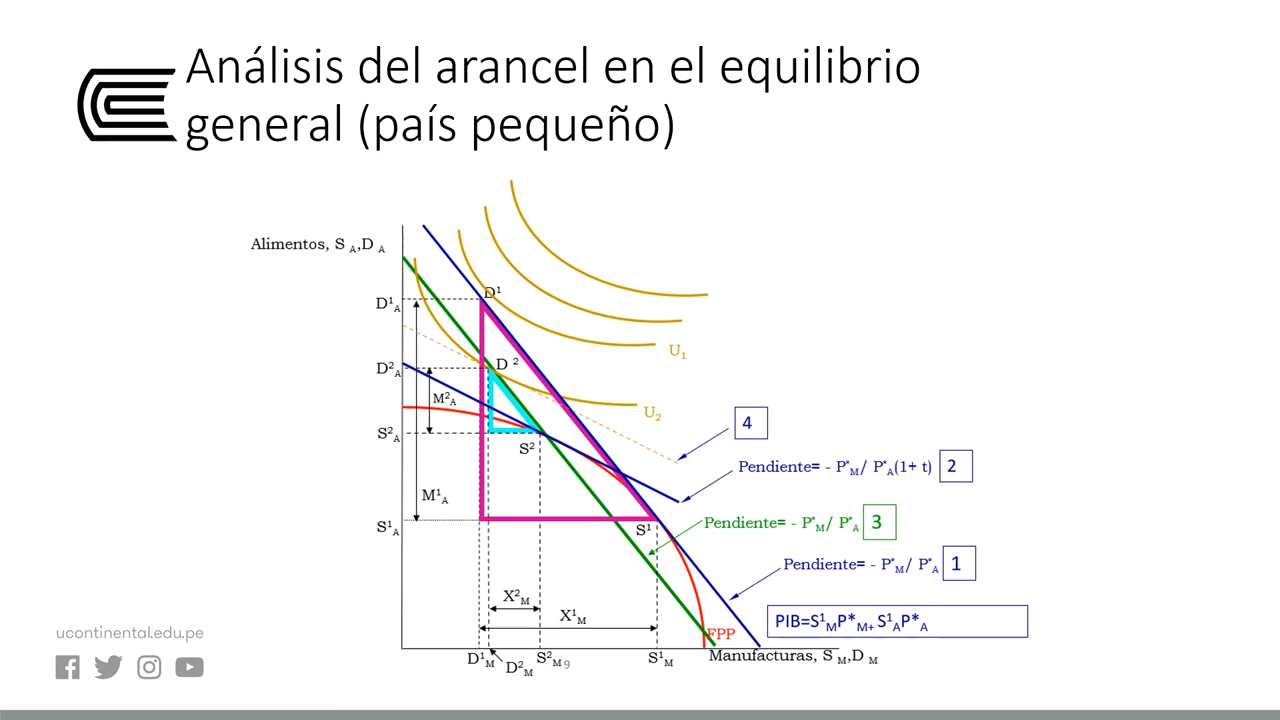 Análisis del arancel en el equilibrio
general (país pequeño)
Alimentos, S A,D A
D¹A
D¹
U₁
D²A
D ²
M²A
U₂
4
S²A
S²
Pendiente= - P*M/ P*A(1+ t) 2
M¹A
S¹A
S¹
Pendiente= - P*M/ P*A 3
Pendiente= - P*M/ P*A 1
X²M
X¹M
PIB=S¹MP*M+ S¹AP*A
FPP
ucontinental.edu.pe
D¹M
D²M
S²M
9
S¹M
Manufacturas, S M,D M